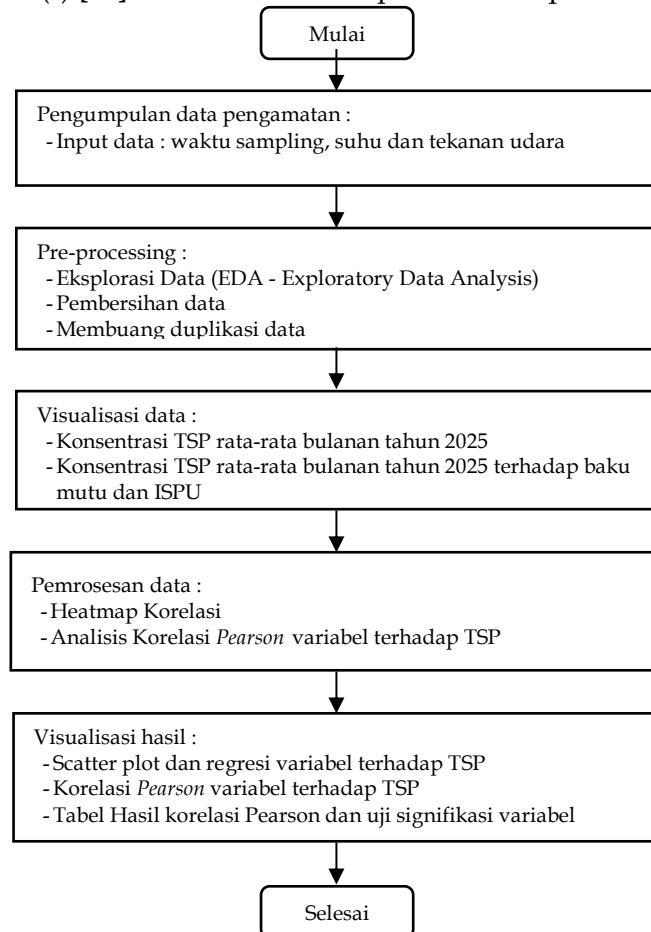 Mulai
Pengumpulan data pengamatan :
- Input data : waktu sampling, suhu dan tekanan udara
Pre-processing :
- Eksplorasi Data (EDA - Exploratory Data Analysis)
- Pembersihan data
- Membuang duplikasi data
Visualisasi data :
- Konsentrasi TSP rata-rata bulanan tahun 2025
- Konsentrasi TSP rata-rata bulanan tahun 2025 terhadap baku
mutu dan ISPU
Pemrosesan data :
- Heatmap Korelasi
- Analisis Korelasi Pearson variabel terhadap TSP
Visualisasi hasil :
- Scatter plot dan regresi variabel terhadap TSP
- Korelasi Pearson variabel terhadap TSP
- Tabel Hasil korelasi Pearson dan uji signifikasi variabel
Selesai